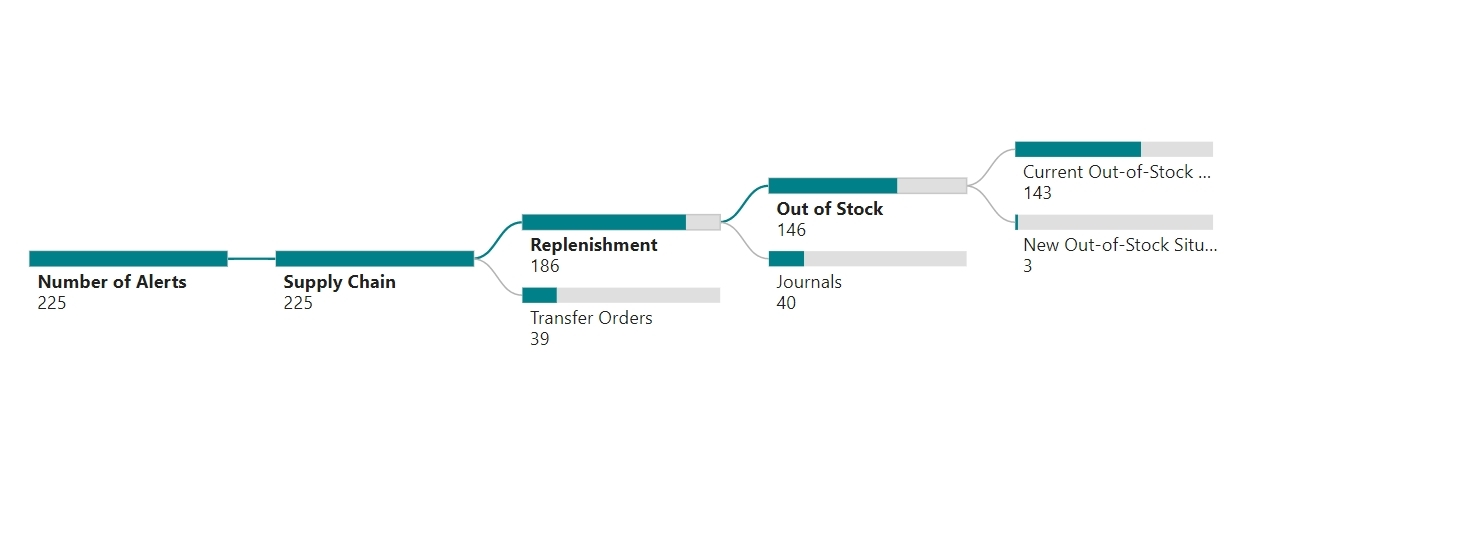 Number of Alerts
225
Supply Chain
225
Replenishment
186
Transfer Orders
39
Out of Stock
146
Journals
40
Current Out-of-Stock ...
143
New Out-of-Stock Situ...
3